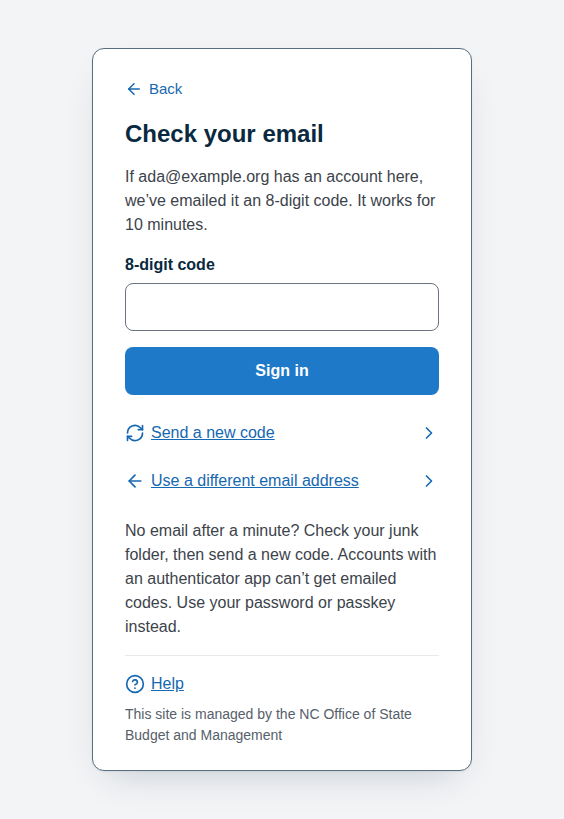 Back
Check your email
If ada@example.org has an account here,
we’ve emailed it an 8-digit code. It works for
10 minutes.
8-digit code
Sign in
Send a new code
Use a different email address
No email after a minute? Check your junk
folder, then send a new code. Accounts with
an authenticator app can’t get emailed
codes. Use your password or passkey
instead.
Help
This site is managed by the NC Office of State
Budget and Management